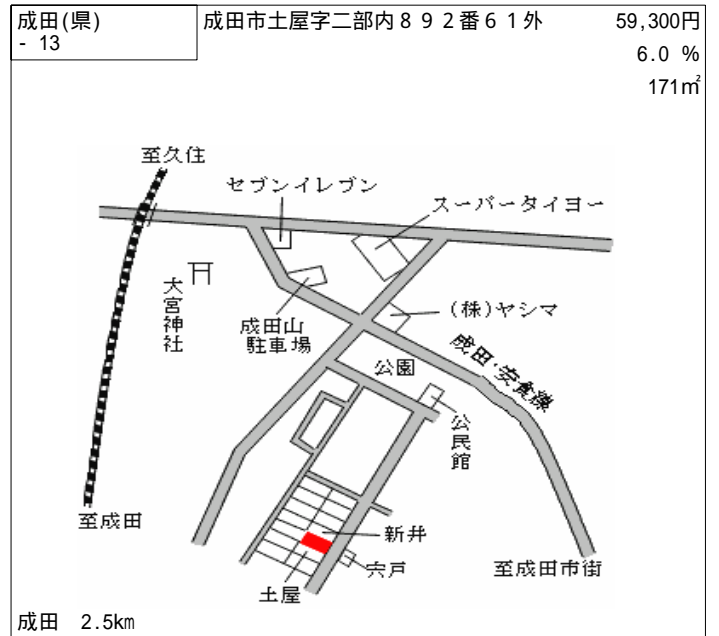 成田(県)
- 13
成田市土屋字二部内８９２番６１外
59,300円
6.0 %
171㎡
至久住
セブンイレブン
スーパータイヨー
大宮神社
成田山
駐車場
(株)ヤシマ
公園
成田・安食線
公民館
至成田
新井
宍戸
土屋
至成田市街
成田 2.5km